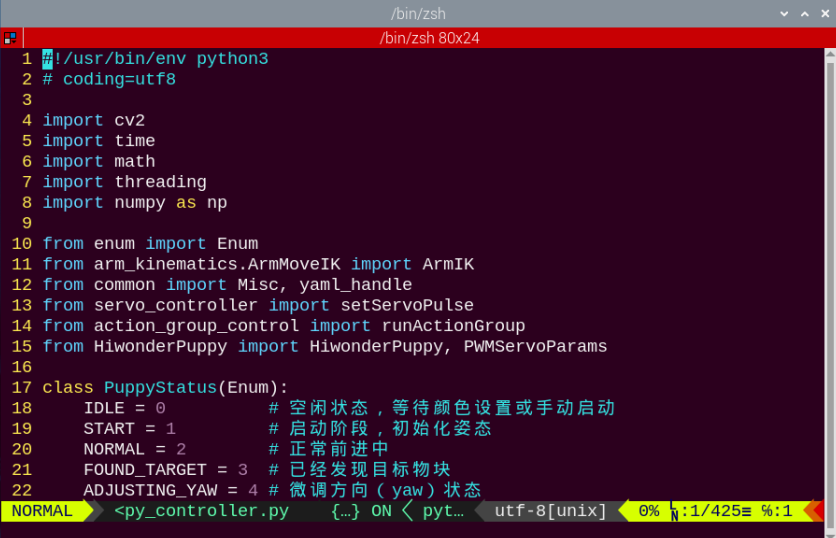 /bin/zsh
/bin/zsh 80x24
1 #!/usr/bin/env python3
2 # coding=utf8
3
4 import cv2
5 import time
6 import math
7 import threading
8 import numpy as np
9
10 from enum import Enum
11 from arm_kinematics.ArmMoveIK import ArmIK
12 from common import Misc, yaml_handle
13 from servo_controller import setServoPulse
14 from action_group_control import runActionGroup
15 from HiwonderPuppy import HiwonderPuppy, PWMServoParams
16
17 class PuppyStatus(Enum):
18     IDLE = 0          # 空闲状态，等待颜色设置或手动启动
19     START = 1         # 启动阶段，初始化姿态
20     NORMAL = 2        # 正常前进中
21     FOUND_TARGET = 3  # 已经发现目标物块
22     ADJUSTING_YAW = 4 # 微调方向（yaw）状态
NORMAL <py_controller.py {…} ON pyt… utf-8[unix] 0% ␊:1/425≡ ℅:1